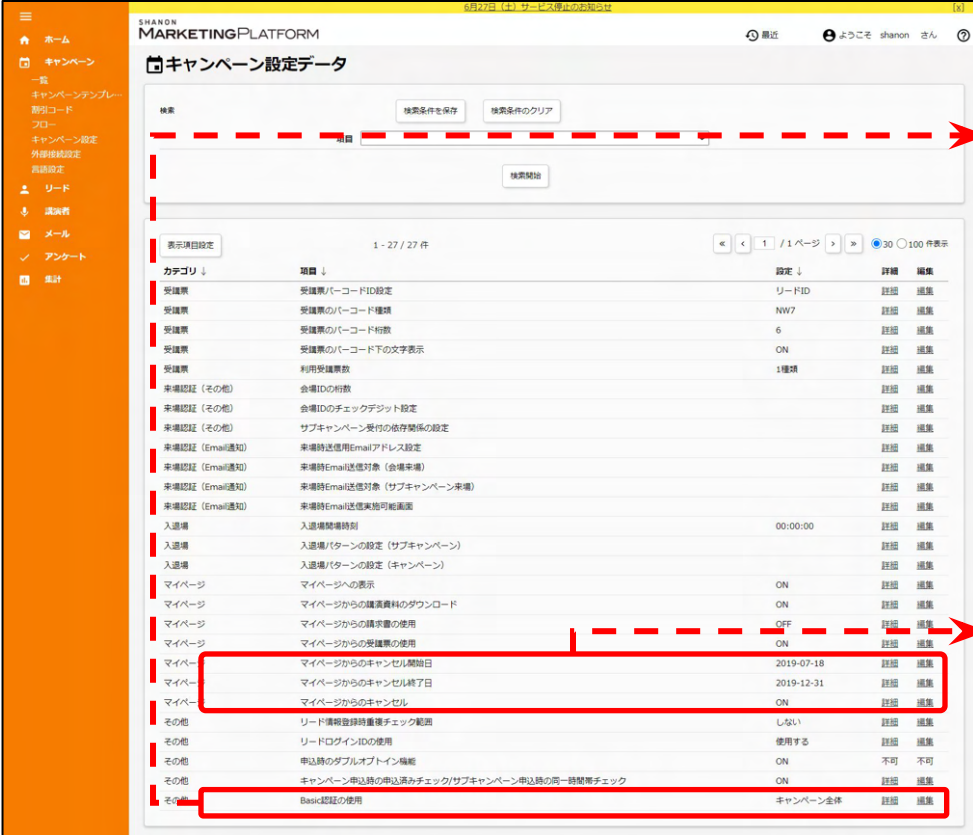 6月27日（土）サービス停止のお知らせ [x]
SHANON
MARKETINGPLATFORM
最近 ようこそ shanon さん
ホーム
キャンペーン
一覧
キャンペーンテンプレ…
割引コード
フロー
キャンペーン設定
外部接続設定
言語設定
リード
講演者
メール
アンケート
集計
キャンペーン設定データ
検索 検索条件を保存 検索条件のクリア
項目
検索開始
表示項目設定 1 - 27 / 27 件 « ‹ 1 / 1 ページ › » 30 100 件表示
カテゴリ ↓ 項目 ↓ 設定 ↓ 詳細 編集
受講票 受講票バーコードID設定 リードID 詳細 編集
受講票 受講票のバーコード種類 NW7 詳細 編集
受講票 受講票のバーコード桁数 6 詳細 編集
受講票 受講票のバーコード下の文字表示 ON 詳細 編集
受講票 利用受講票数 1種類 詳細 編集
来場認証（その他） 会場IDの桁数 詳細 編集
来場認証（その他） 会場IDのチェックデジット設定 詳細 編集
来場認証（その他） サブキャンペーン受付の依存関係の設定 詳細 編集
来場認証（Email通知） 来場時送信用Emailアドレス設定 詳細 編集
来場認証（Email通知） 来場時Email送信対象（会場来場） 詳細 編集
来場認証（Email通知） 来場時Email送信対象（サブキャンペーン来場） 詳細 編集
来場認証（Email通知） 来場時Email送信実施可能画面 詳細 編集
入退場 入退場開場時刻 00:00:00 詳細 編集
入退場 入退場パターンの設定（サブキャンペーン） 詳細 編集
入退場 入退場パターンの設定（キャンペーン） 詳細 編集
マイページ マイページへの表示 ON 詳細 編集
マイページ マイページからの講演資料のダウンロード ON 詳細 編集
マイページ マイページからの請求書の使用 OFF 詳細 編集
マイページ マイページからの受講票の使用 ON 詳細 編集
マイページ マイページからのキャンセル開始日 2019-07-18 詳細 編集
マイページ マイページからのキャンセル終了日 2019-12-31 詳細 編集
マイページ マイページからのキャンセル ON 詳細 編集
その他 リード情報登録時重複チェック範囲 しない 詳細 編集
その他 リードログインIDの使用 使用する 詳細 編集
その他 申込時のダブルオプトイン機能 ON 不可 不可
その他 キャンペーン申込時の申込済みチェック/サブキャンペーン申込時の同一時間帯チェック ON 詳細 編集
その他 Basic認証の使用 キャンペーン全体 詳細 編集